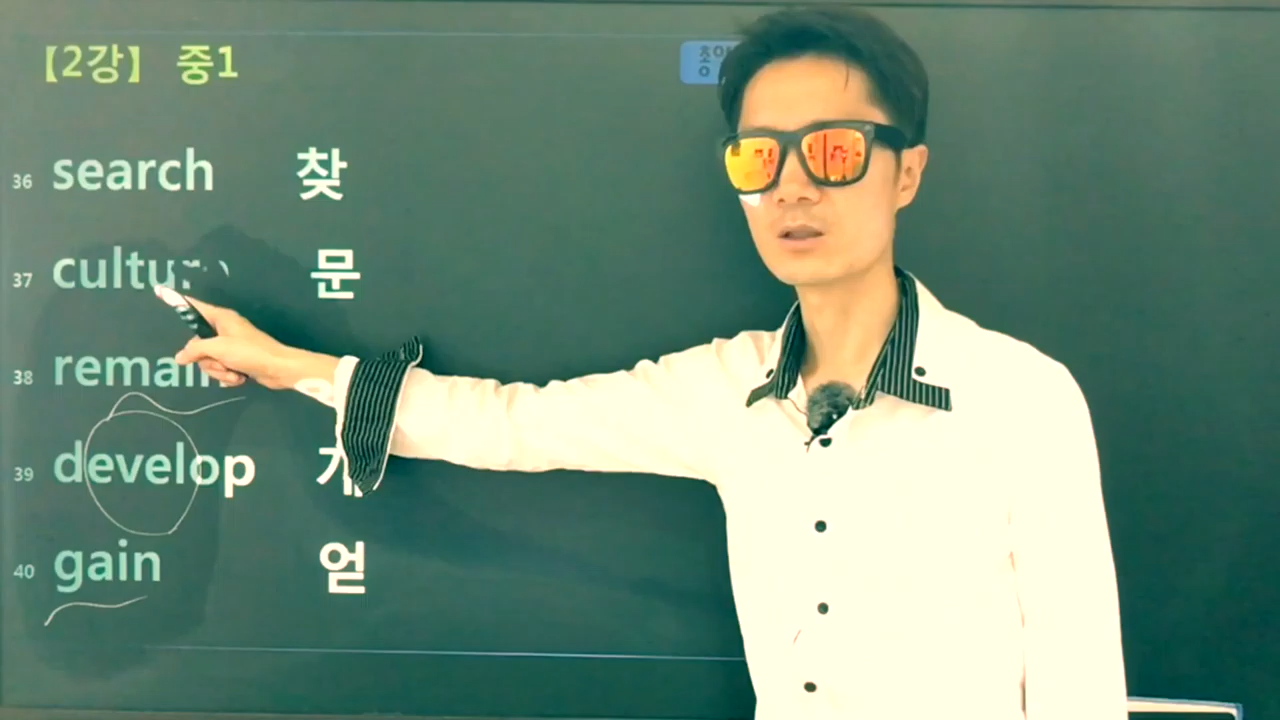 【2강】 중1
36 search 찾
37 문
38
39 develop
40 gain 얻